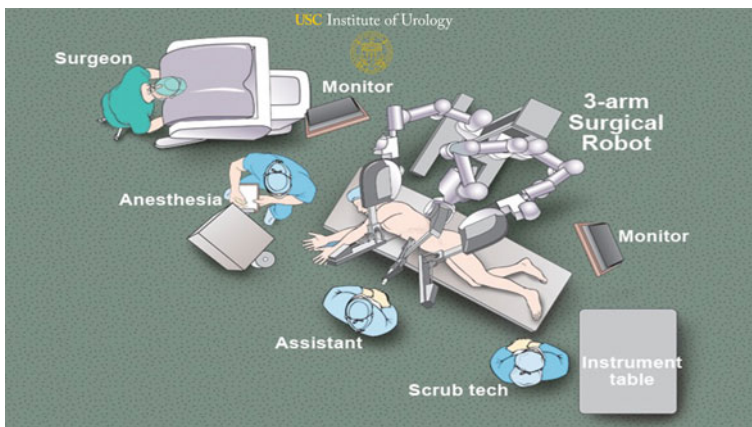 USC Institute of Urology
Surgeon
Monitor
3-arm
Surgical
Robot
Anesthesia
Monitor
Assistant
Scrub tech
Instrument
table